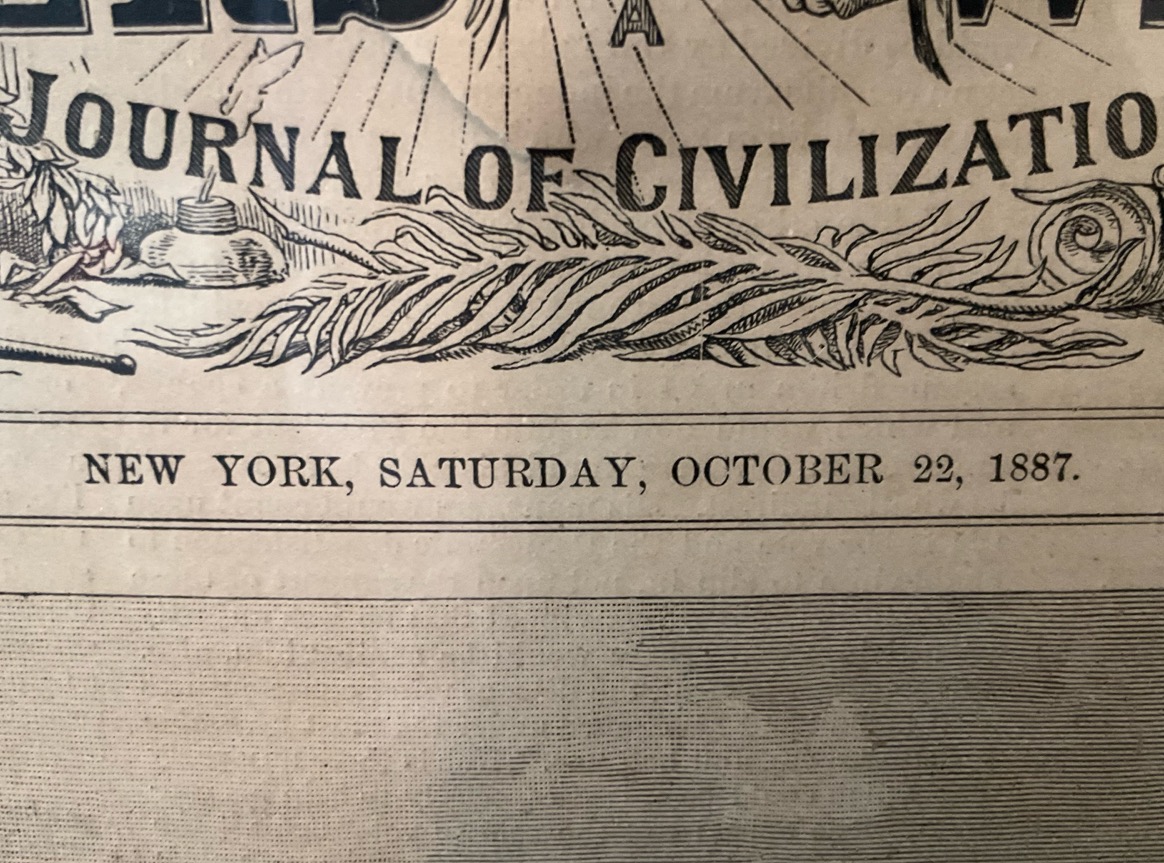 A
JOURNAL OF CIVILIZATIO
NEW YORK, SATURDAY, OCTOBER 22, 1887.